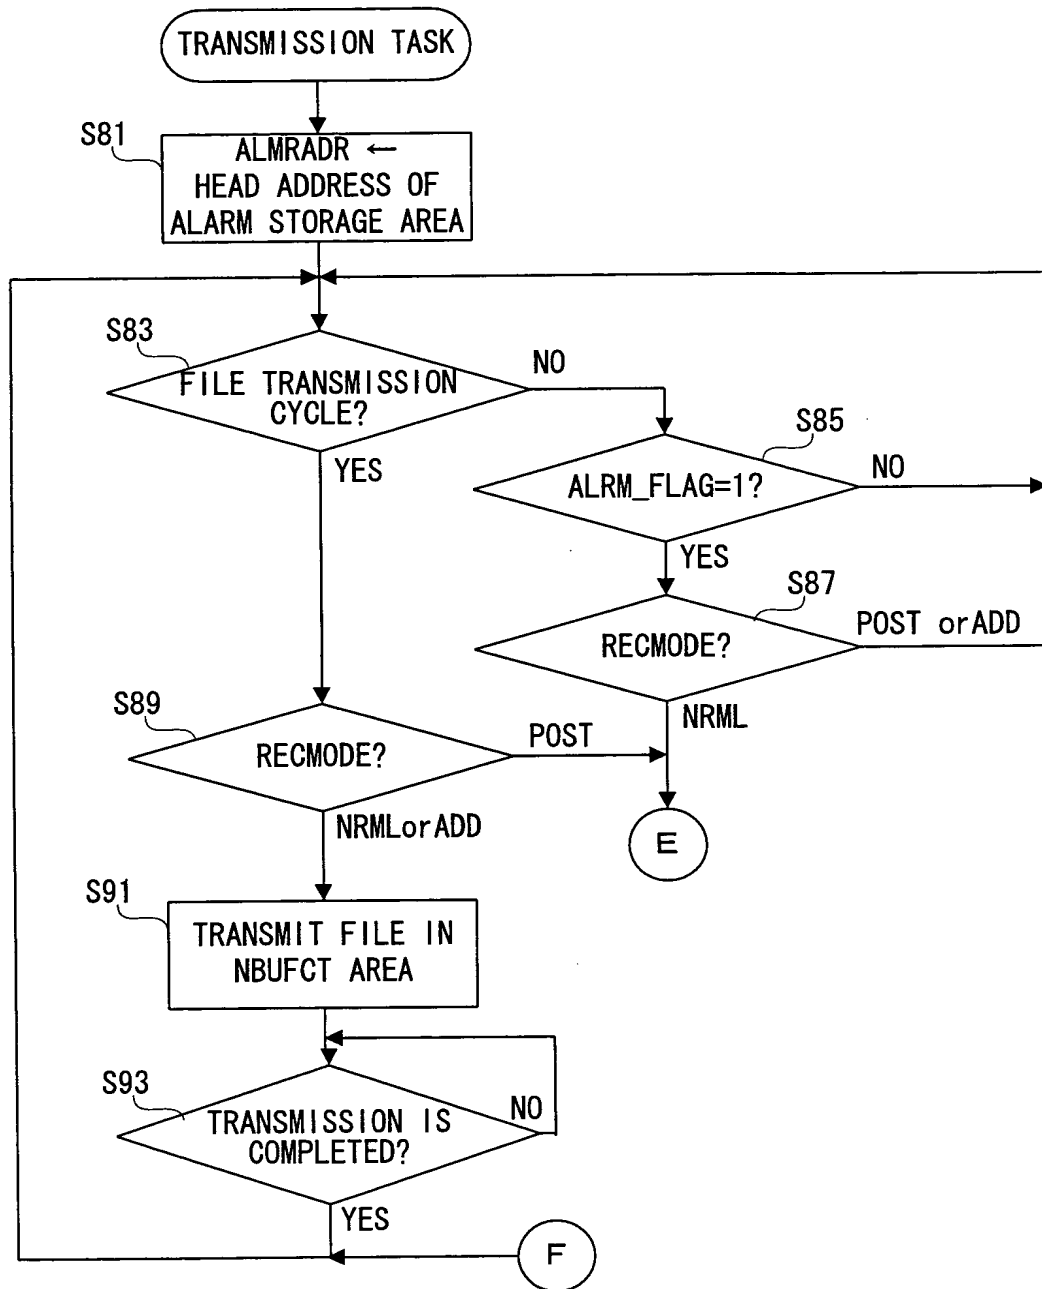 TRANSMISSION TASK
S81
ALMRADR ←
HEAD ADDRESS OF
ALARM STORAGE AREA
S83
FILE TRANSMISSION
CYCLE?
NO
YES
S85
ALRM_FLAG=1?
NO
YES
S87
RECMODE?
POST orADD
NRML
S89
RECMODE?
POST
NRMLorADD
E
S91
TRANSMIT FILE IN
NBUFCT AREA
S93
TRANSMISSION IS
COMPLETED?
NO
YES
F